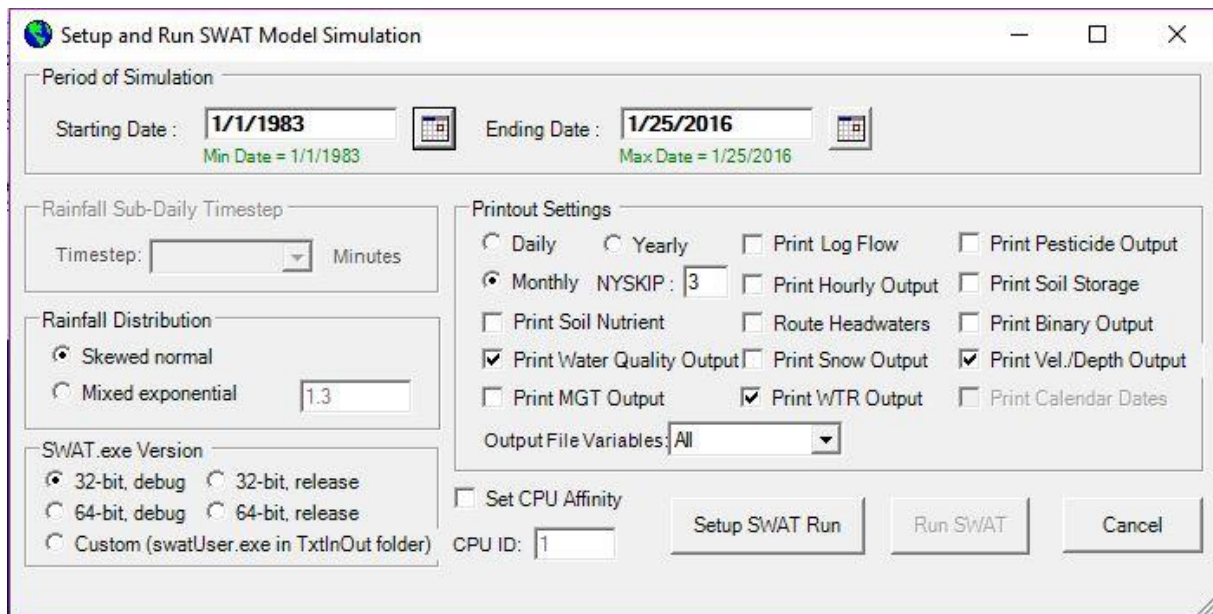 Setup and Run SWAT Model Simulation
Period of Simulation
Starting Date : 1/1/1983 Ending Date : 1/25/2016
Min Date = 1/1/1983 Max Date = 1/25/2016
Rainfall Sub-Daily Timestep
Timestep: Minutes
Rainfall Distribution
Skewed normal
Mixed exponential 1.3
SWAT.exe Version
32-bit, debug 32-bit, release
64-bit, debug 64-bit, release
Custom (swatUser.exe in TxtInOut folder)
Printout Settings
Daily Yearly Print Log Flow Print Pesticide Output
Monthly NYSKIP : 3 Print Hourly Output Print Soil Storage
Print Soil Nutrient Route Headwaters Print Binary Output
Print Water Quality Output Print Snow Output Print Vel./Depth Output
Print MGT Output Print WTR Output Print Calendar Dates
Output File Variables: All
Set CPU Affinity
CPU ID: 1
Setup SWAT Run Run SWAT Cancel